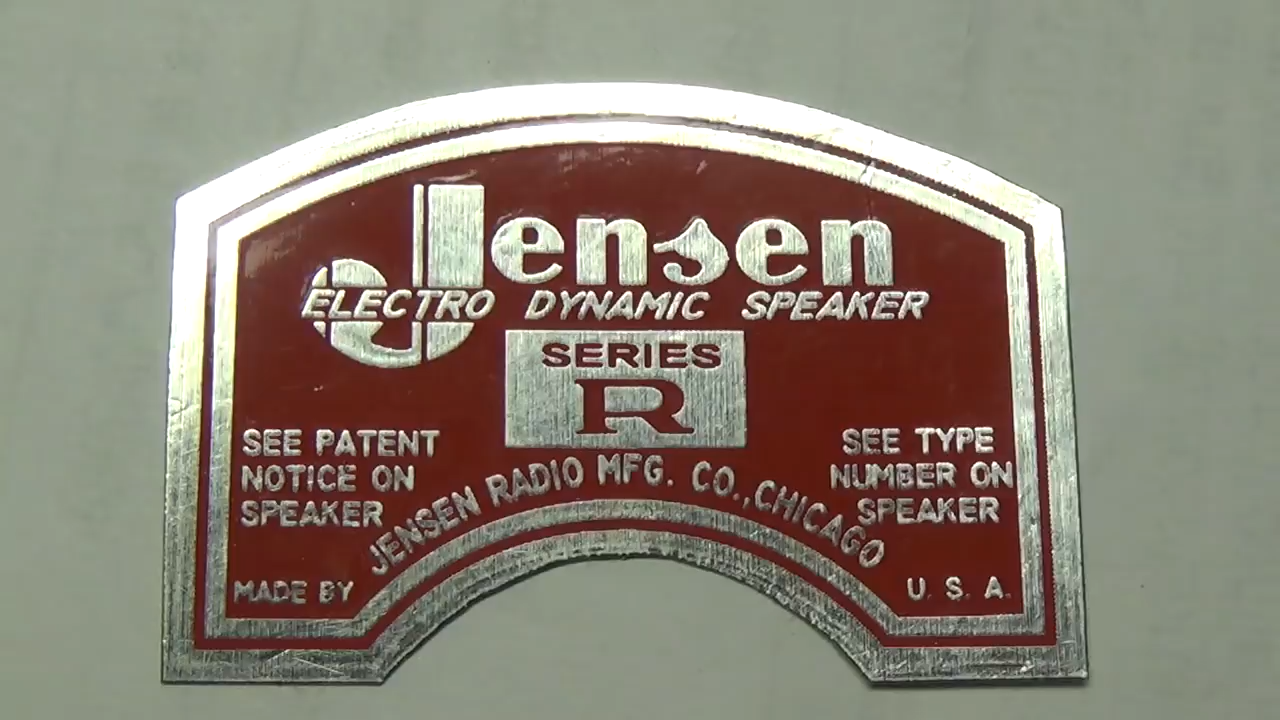 Jensen
ELECTRO DYNAMIC SPEAKER
SERIES
R
SEE PATENT
NOTICE ON
SPEAKER
SEE TYPE
NUMBER ON
SPEAKER
MADE BY
JENSEN RADIO MFG. CO., CHICAGO
U. S. A.